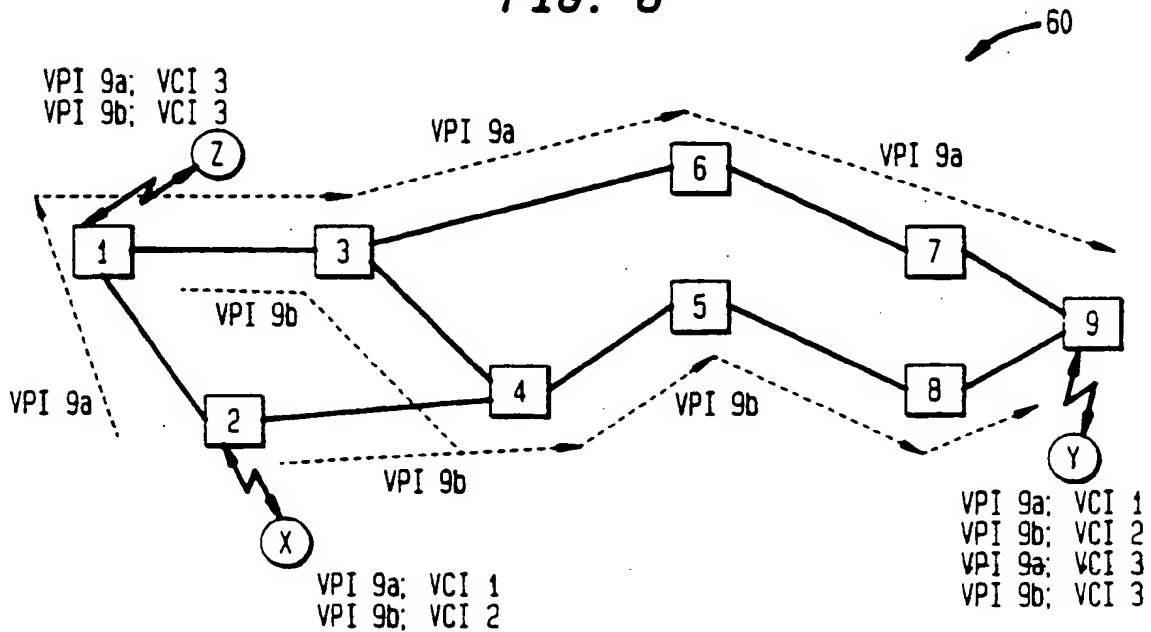 FIG.
60
VPI 9a; VCI 3
VPI 9b; VCI 3
Z
VPI 9a
VPI 9a
6
1
3
7
VPI 9b
5
9
4
8
VPI 9a
2
VPI 9b
VPI 9b
Y
X
VPI 9a; VCI 1
VPI 9b; VCI 2
VPI 9a; VCI 3
VPI 9b; VCI 3
VPI 9a; VCI 1
VPI 9b; VCI 2